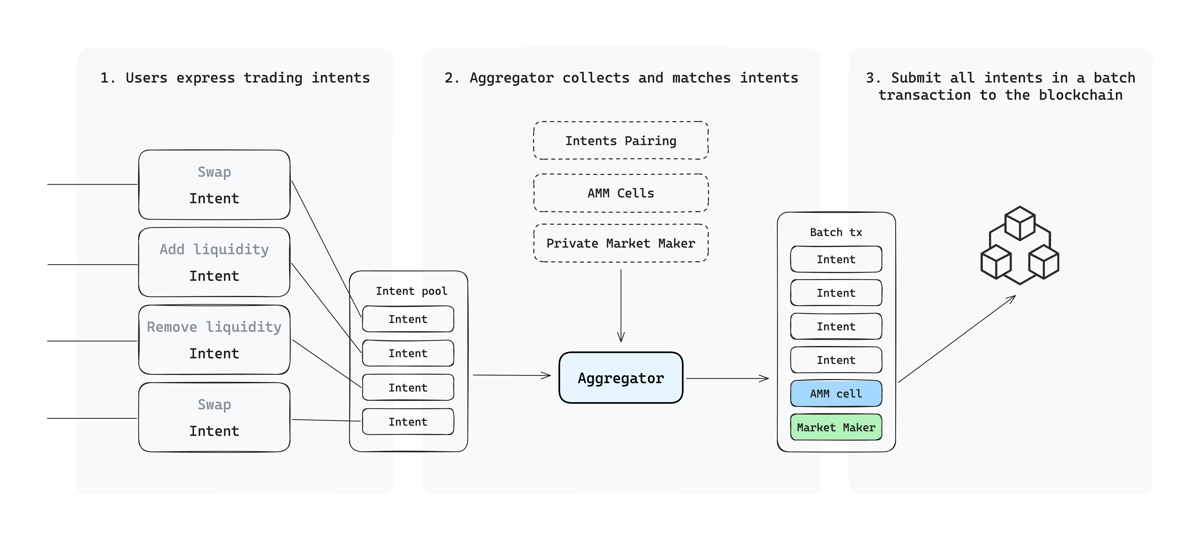 1. Users express trading intents
Swap
Intent
Add liquidity
Intent
Remove liquidity
Intent
Swap
Intent
Intent pool
Intent
Intent
Intent
Intent
2. Aggregator collects and matches intents
Intents Pairing
AMM Cells
Private Market Maker
Aggregator
Batch tx
Intent
Intent
Intent
Intent
AMM cell
Market Maker
3. Submit all intents in a batch
transaction to the blockchain